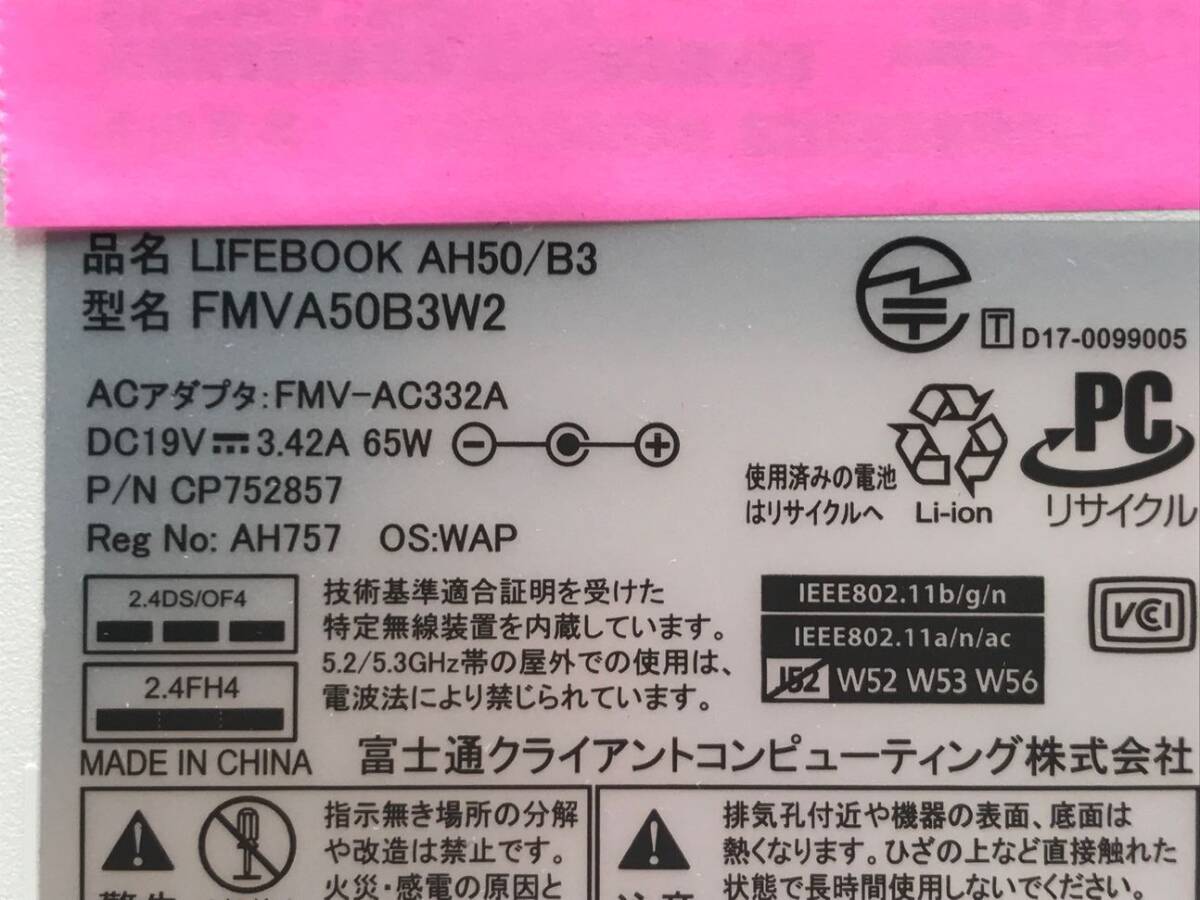 品名 LIFEBOOK AH50/B3
型名 FMVA50B3W2
T D17-0099005
ACアダプタ:FMV-AC332A
DC19V 3.42A 65W
P/N CP752857
Reg No: AH757 OS:WAP
使用済みの電池
はリサイクルへ
Li-ion
PC
リサイクル
2.4DS/OF4
2.4FH4
技術基準適合証明を受けた
特定無線装置を内蔵しています。
5.2/5.3GHz帯の屋外での使用は、
電波法により禁じられています。
IEEE802.11b/g/n
IEEE802.11a/n/ac
J52 W52 W53 W56
VCCI
MADE IN CHINA
富士通クライアントコンピューティング株式会社
指示無き場所の分解
や改造は禁止です。
火災・感電の原因と
排気孔付近や機器の表面、底面は
熱くなります。ひざの上など直接触れた
状態で長時間使用しないでください。